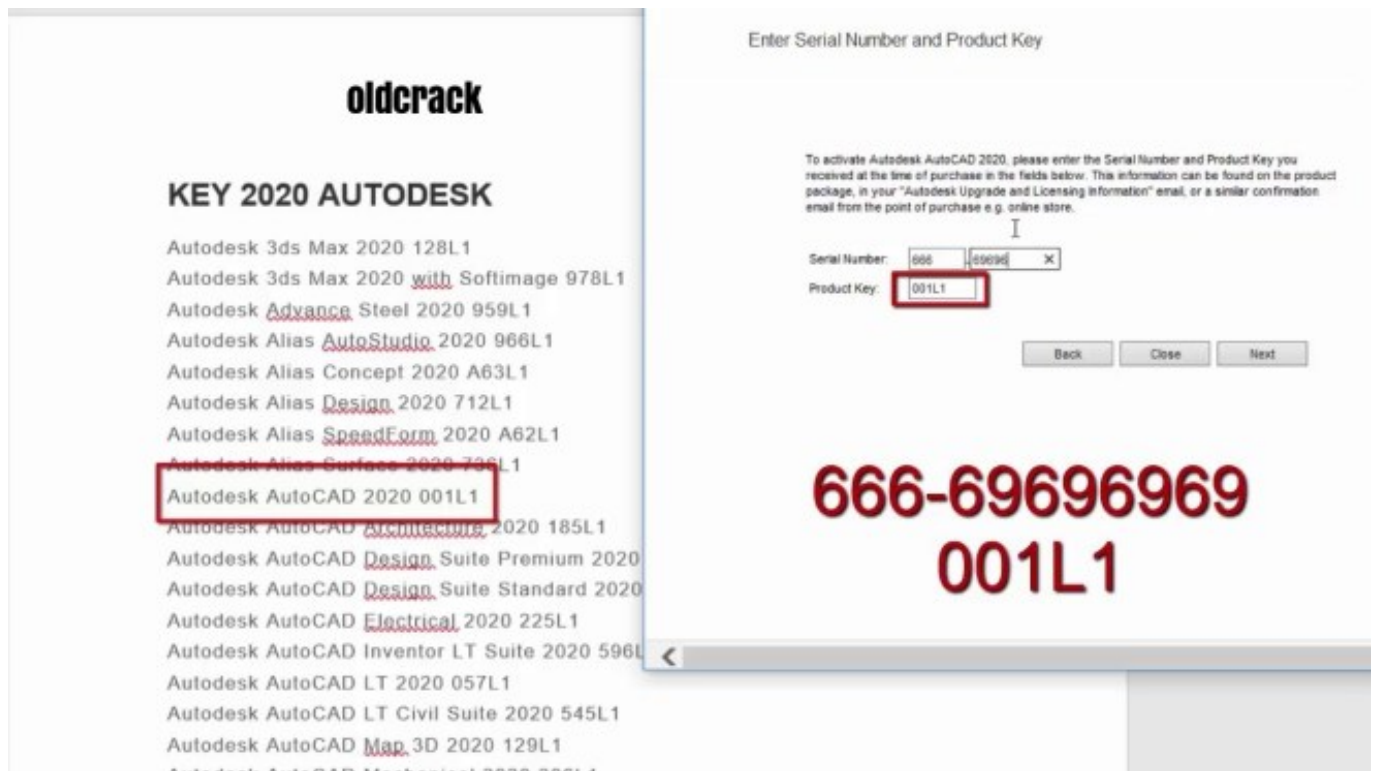 oldcrack
KEY 2020 AUTODESK
Autodesk 3ds Max 2020 128L1
Autodesk 3ds Max 2020 with Softimage 978L1
Autodesk Advance Steel 2020 959L1
Autodesk Alias AutoStudio 2020 966L1
Autodesk Alias Concept 2020 A63L1
Autodesk Alias Design 2020 712L1
Autodesk Alias SpeedForm 2020 A62L1
Autodesk Alias Surface 2020 736L1
Autodesk AutoCAD 2020 001L1
Autodesk AutoCAD Architecture 2020 185L1
Autodesk AutoCAD Design Suite Premium 2020
Autodesk AutoCAD Design Suite Standard 2020
Autodesk AutoCAD Electrical 2020 225L1
Autodesk AutoCAD Inventor LT Suite 2020 596L
Autodesk AutoCAD LT 2020 057L1
Autodesk AutoCAD LT Civil Suite 2020 545L1
Autodesk AutoCAD Map 3D 2020 129L1
Enter Serial Number and Product Key
To activate Autodesk AutoCAD 2020, please enter the Serial Number and Product Key you
received at the time of purchase in the fields below. This information can be found on the product
package, in your "Autodesk Upgrade and Licensing Information" email, or a similar confirmation
email from the point of purchase e.g. online store.
Serial Number: 666 - 69696
Product Key: 001L1
Back Close Next
666-69696969
001L1